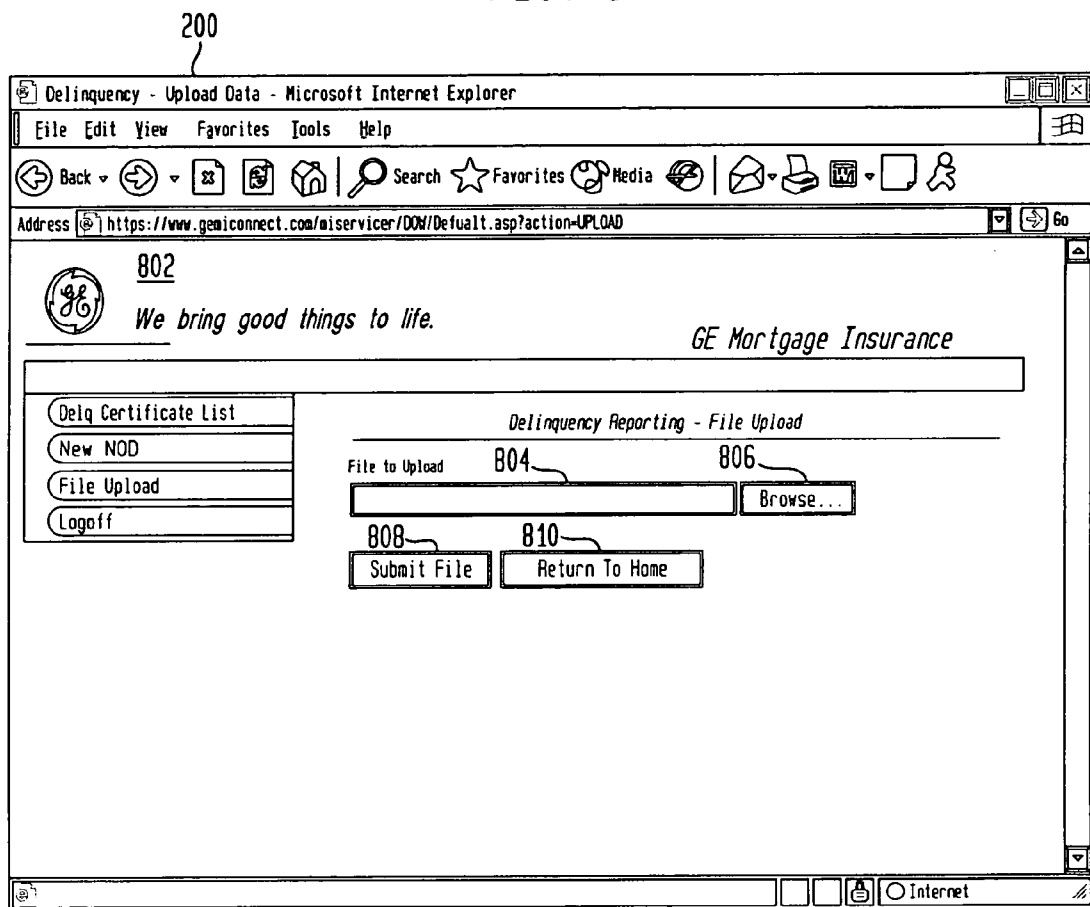 200
Delinquency - Upload Data - Microsoft Internet Explorer
File Edit View Favorites Tools Help
Back Search Favorites Media W
Address https://www.gemiconnect.com/miservicer/DOW/Defualt.asp?action=UPLOAD Go
802
GE We bring good things to life.
GE Mortgage Insurance
Delq Certificate List
New NOD
File Upload
Logoff
Delinquency Reporting - File Upload
File to Upload 804 806
Browse...
808 810
Submit File Return To Home
Internet